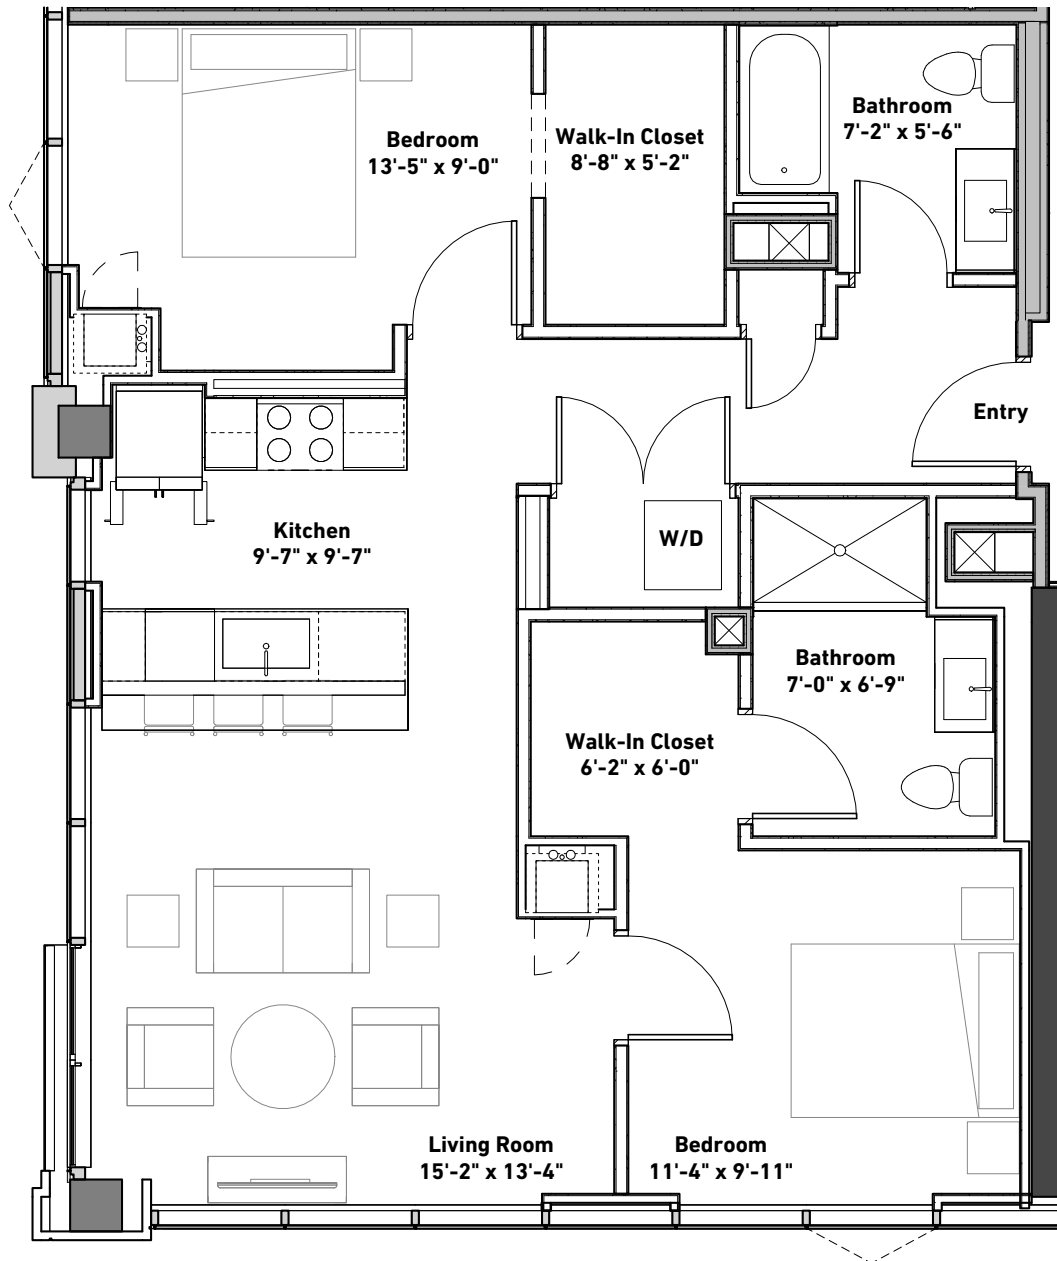 Bathroom
7'-2" x 5'-6"
Bedroom
13'-5" x 9'-0"
Walk-In Closet
8'-8" x 5'-2"
Entry
Kitchen
9'-7" x 9'-7"
W/D
Bathroom
7'-0" x 6'-9"
Walk-In Closet
6'-2" x 6'-0"
Living Room
15'-2" x 13'-4"
Bedroom
11'-4" x 9'-11"